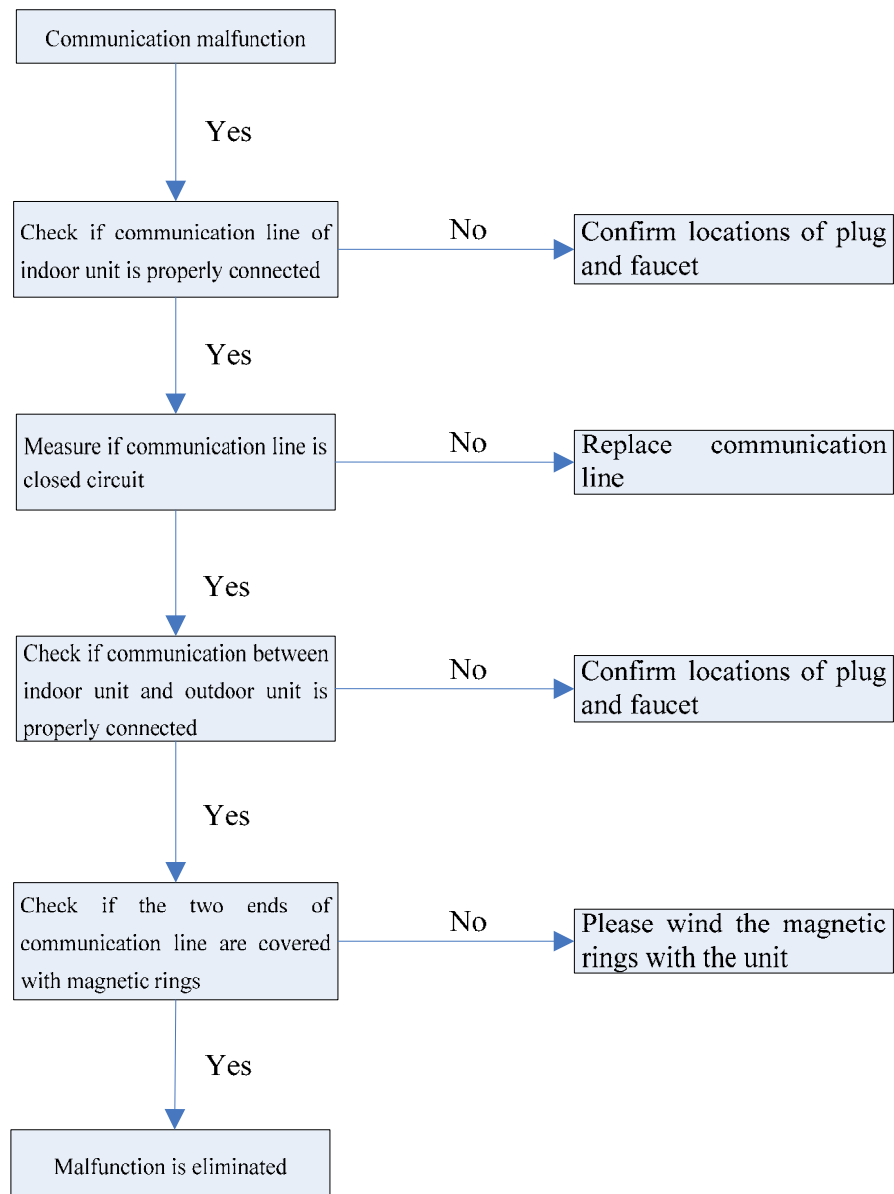 Communication malfunction
Yes
Check if communication line of
indoor unit is properly connected
No
Confirm locations of plug
and faucet
Yes
Measure if communication line is
closed circuit
No
Replace communication
line
Yes
Check if communication between
indoor unit and outdoor unit is
properly connected
No
Confirm locations of plug
and faucet
Yes
Check if the two ends of
communication line are covered
with magnetic rings
No
Please wind the magnetic
rings with the unit
Yes
Malfunction is eliminated